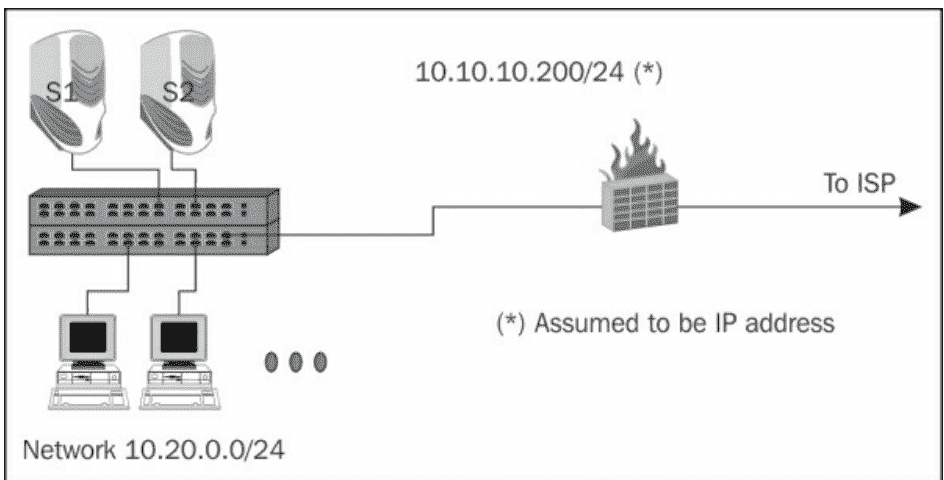 S1
S2
10.10.10.200/24 (*)
To ISP
(*) Assumed to be IP address
Network 10.20.0.0/24